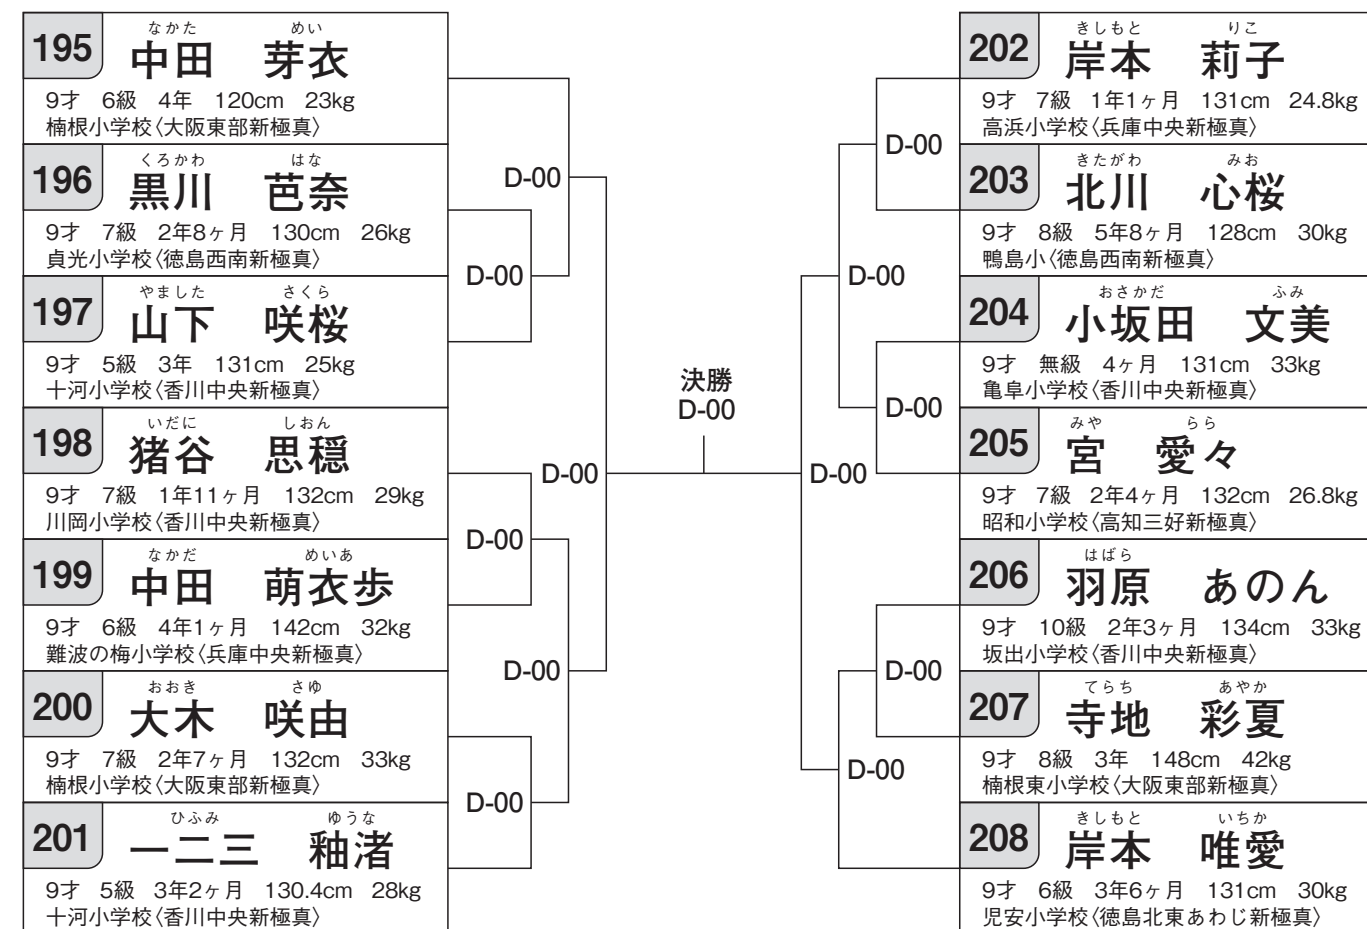 195
なかた　めい
中田　芽衣
9才　6級　4年　120cm　23kg
楠根小学校〈大阪東部新極真〉
196
くろかわ　はな
黒川　芭奈
9才　7級　2年8ヶ月　130cm　26kg
貞光小学校〈徳島西南新極真〉
197
やました　さくら
山下　咲桜
9才　5級　3年　131cm　25kg
十河小学校〈香川中央新極真〉
198
いだに　しおん
猪谷　思穏
9才　7級　1年11ヶ月　132cm　29kg
川岡小学校〈香川中央新極真〉
199
なかだ　めいあ
中田　萌衣歩
9才　6級　4年1ヶ月　142cm　32kg
難波の梅小学校〈兵庫中央新極真〉
200
おおき　さゆ
大木　咲由
9才　7級　2年7ヶ月　132cm　33kg
楠根小学校〈大阪東部新極真〉
201
ひふみ　ゆうな
一二三　釉渚
9才　5級　3年2ヶ月　130.4cm　28kg
十河小学校〈香川中央新極真〉
D-00
D-00
D-00
D-00
D-00
D-00
決勝
D-00
D-00
D-00
D-00
D-00
D-00
D-00
202
きしもと　りこ
岸本　莉子
9才　7級　1年1ヶ月　131cm　24.8kg
高浜小学校〈兵庫中央新極真〉
203
きたがわ　みお
北川　心桜
9才　8級　5年8ヶ月　128cm　30kg
鴨島小〈徳島西南新極真〉
204
おさかだ　ふみ
小坂田　文美
9才　無級　4ヶ月　131cm　33kg
亀阜小学校〈香川中央新極真〉
205
みや　らら
宮　愛々
9才　7級　2年4ヶ月　132cm　26.8kg
昭和小学校〈高知三好新極真〉
206
はばら
羽原　あのん
9才　10級　2年3ヶ月　134cm　33kg
坂出小学校〈香川中央新極真〉
207
てらち　あやか
寺地　彩夏
9才　8級　3年　148cm　42kg
楠根東小学校〈大阪東部新極真〉
208
きしもと　いちか
岸本　唯愛
9才　6級　3年6ヶ月　131cm　30kg
児安小学校〈徳島北東あわじ新極真〉